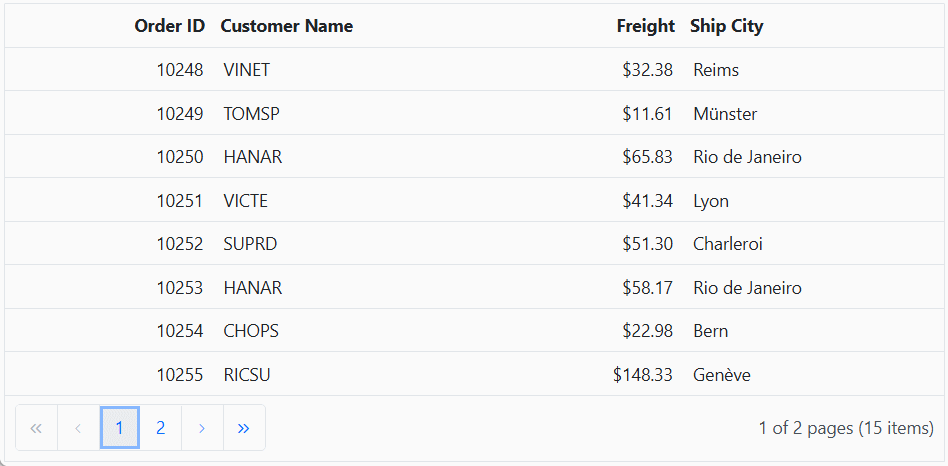 Order ID Customer Name Freight Ship City
10248 VINET $32.38 Reims
10249 TOMSP $11.61 Münster
10250 HANAR $65.83 Rio de Janeiro
10251 VICTE $41.34 Lyon
10252 SUPRD $51.30 Charleroi
10253 HANAR $58.17 Rio de Janeiro
10254 CHOPS $22.98 Bern
10255 RICSU $148.33 Genève
« ‹ 1 2 › » 1 of 2 pages (15 items)